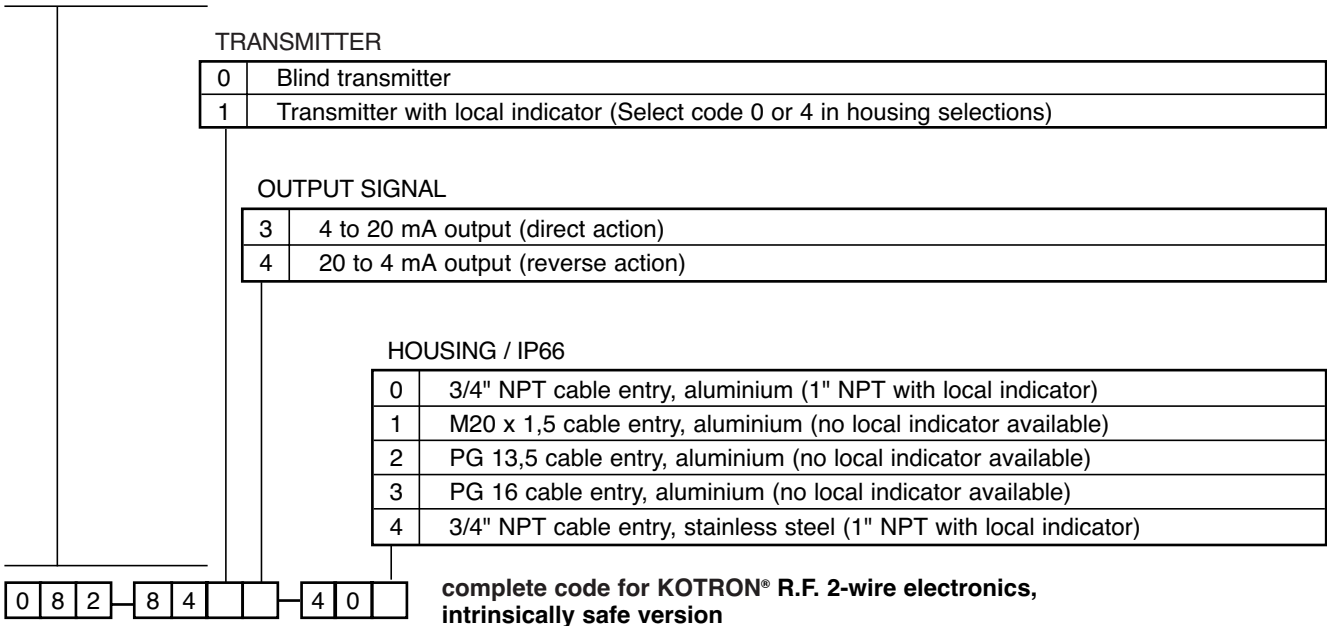 TRANSMITTER
0 Blind transmitter
1 Transmitter with local indicator (Select code 0 or 4 in housing selections)
OUTPUT SIGNAL
3 4 to 20 mA output (direct action)
4 20 to 4 mA output (reverse action)
HOUSING / IP66
0 3/4" NPT cable entry, aluminium (1" NPT with local indicator)
1 M20 x 1,5 cable entry, aluminium (no local indicator available)
2 PG 13,5 cable entry, aluminium (no local indicator available)
3 PG 16 cable entry, aluminium (no local indicator available)
4 3/4" NPT cable entry, stainless steel (1" NPT with local indicator)
0 8 2 – 8 4 – 4 0 complete code for KOTRON® R.F. 2-wire electronics,
intrinsically safe version